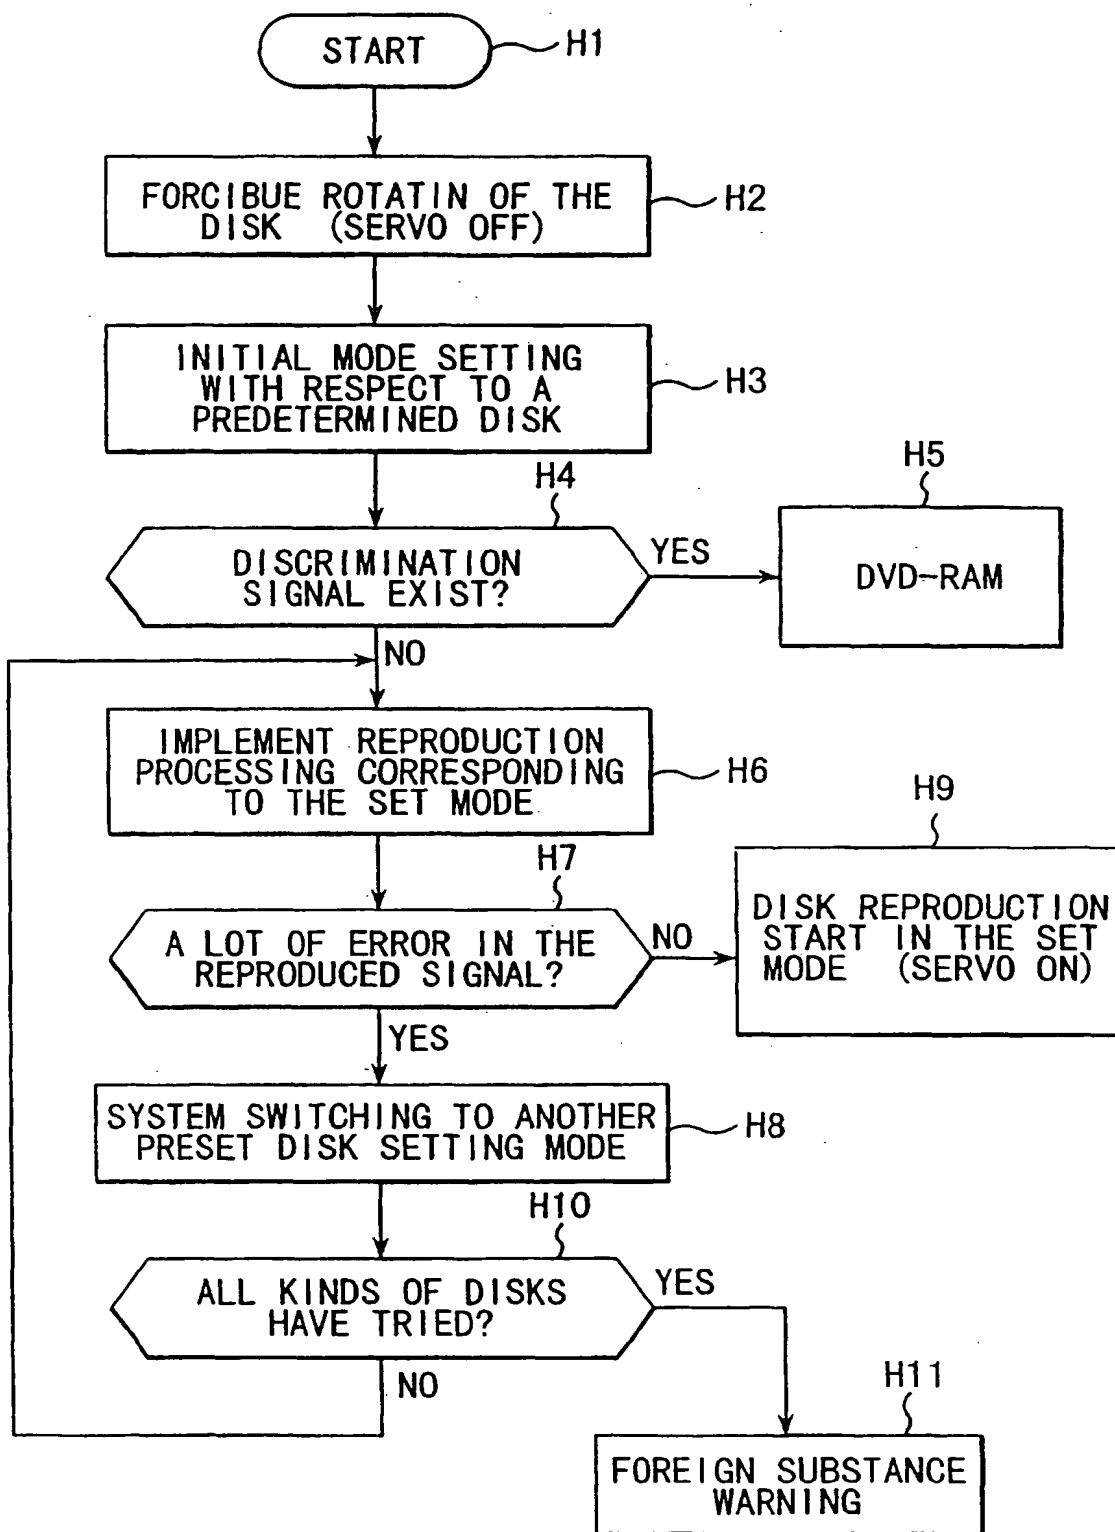 START
H1
FORCIBUE ROTATIN OF THE
DISK (SERVO OFF)
H2
INITIAL MODE SETTING
WITH RESPECT TO A
PREDETERMINED DISK
H3
H4
DISCRIMINATION
SIGNAL EXIST?
YES
H5
DVD-RAM
NO
IMPLEMENT REPRODUCTION
PROCESSING CORRESPONDING
TO THE SET MODE
H6
H7
A LOT OF ERROR IN THE
REPRODUCED SIGNAL?
NO
H9
DISK REPRODUCTION
START IN THE SET
MODE (SERVO ON)
YES
SYSTEM SWITCHING TO ANOTHER
PRESET DISK SETTING MODE
H8
H10
ALL KINDS OF DISKS
HAVE TRIED?
YES
NO
H11
FOREIGN SUBSTANCE
WARNING